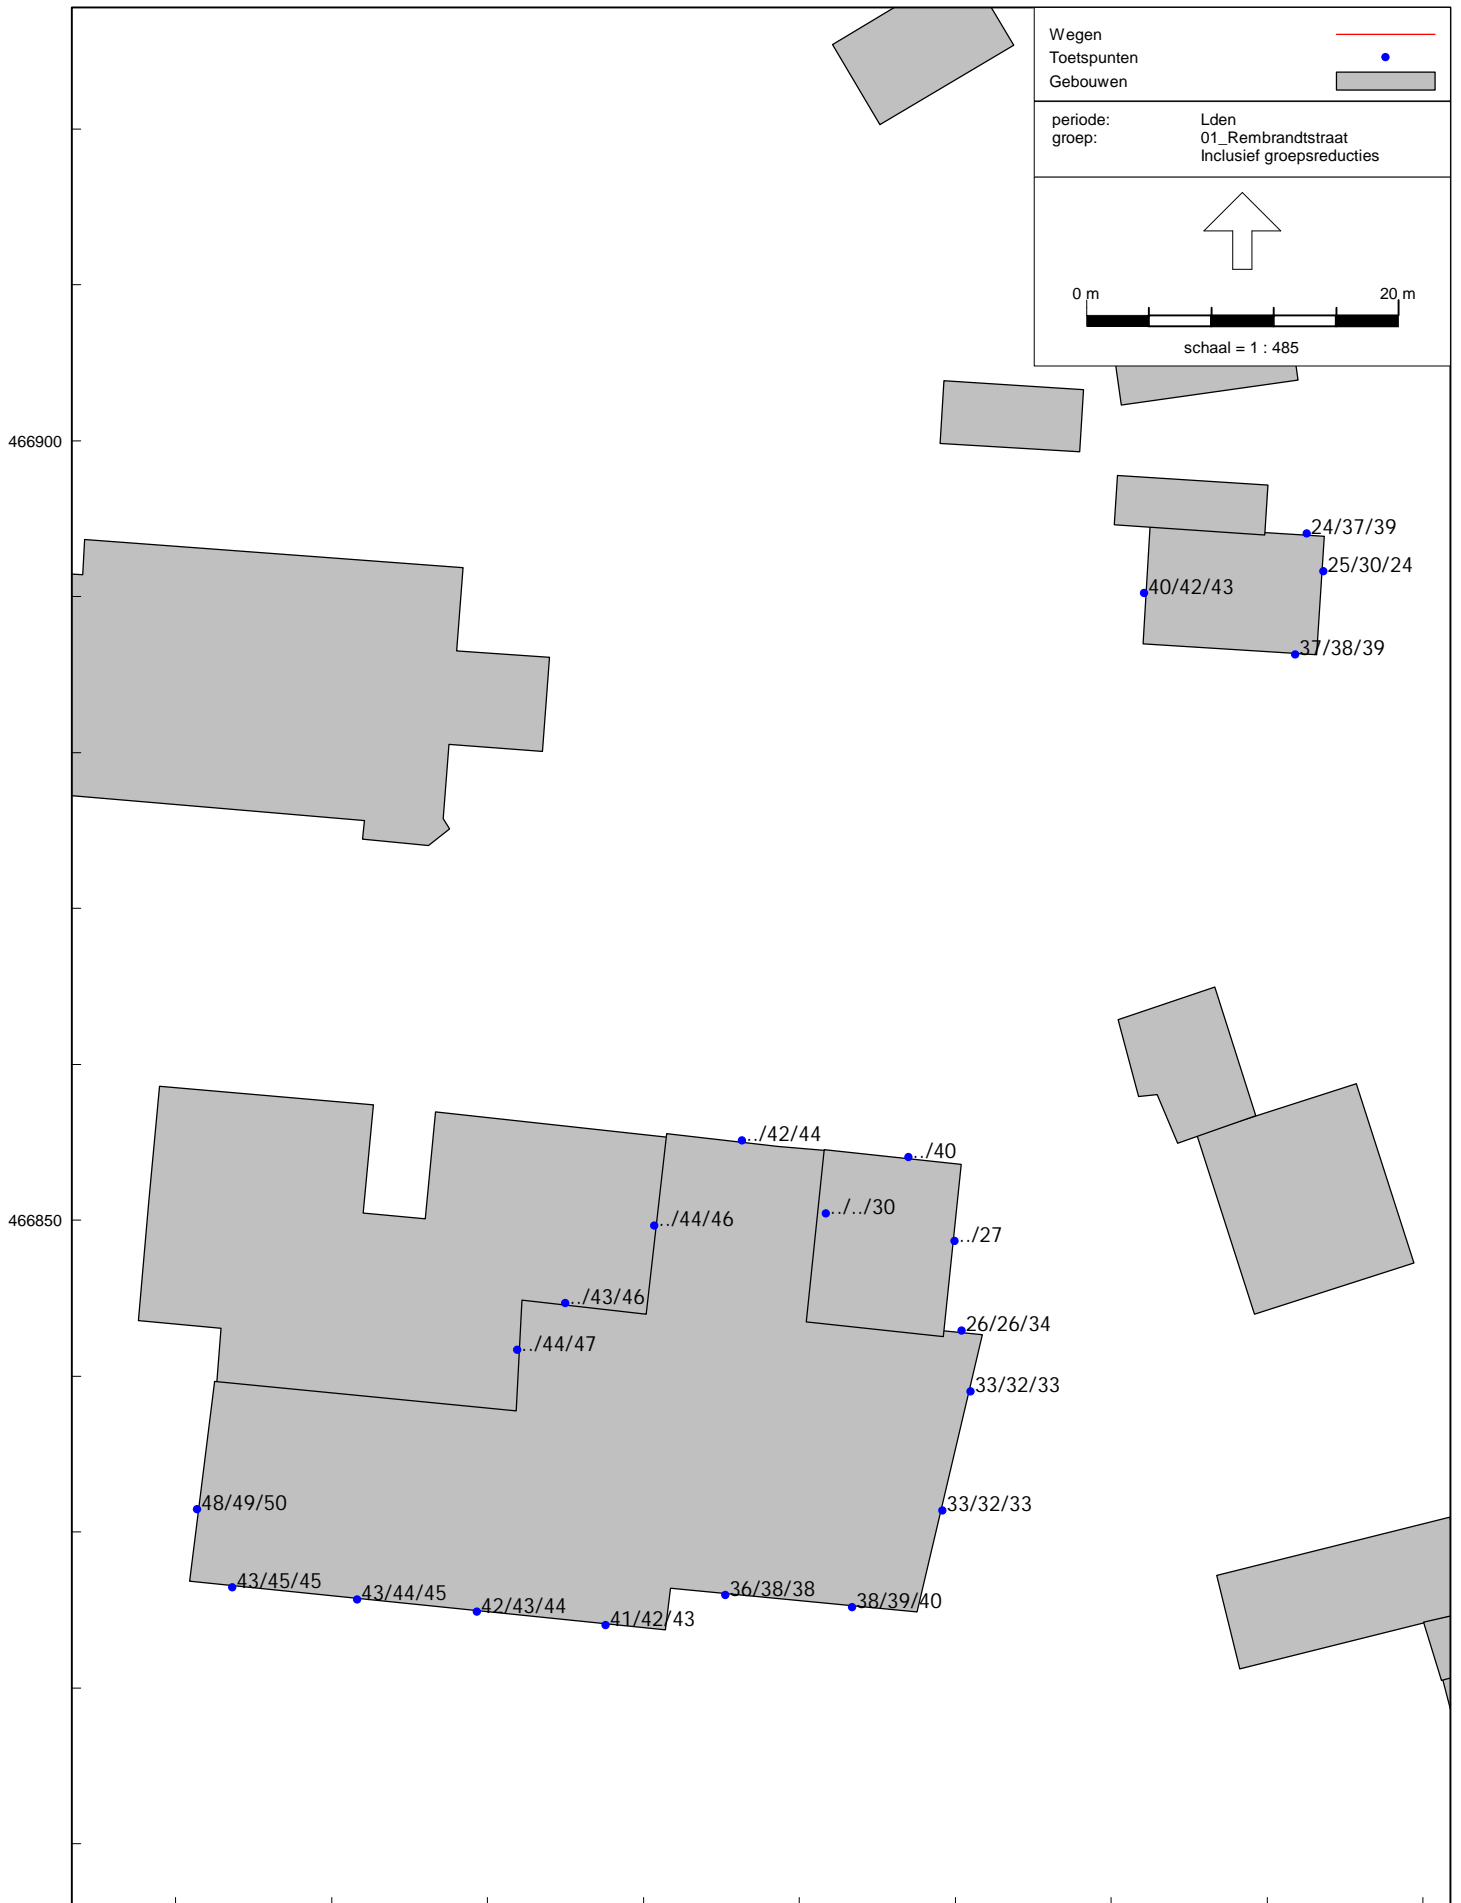 Wegen
Toetspunten
Gebouwen
periode: Lden
groep: 01_Rembrandtstraat
Inclusief groepsreducties
0 m 20 m
schaal = 1 : 485
466900
24/37/39
25/30/24
40/42/43
37/38/39
../42/44
../40
../../30
466850
../44/46
../27
../43/46
26/26/34
../44/47
33/32/33
48/49/50
33/32/33
43/45/45
43/44/45
36/38/38
42/43/44
38/39/40
41/42/43